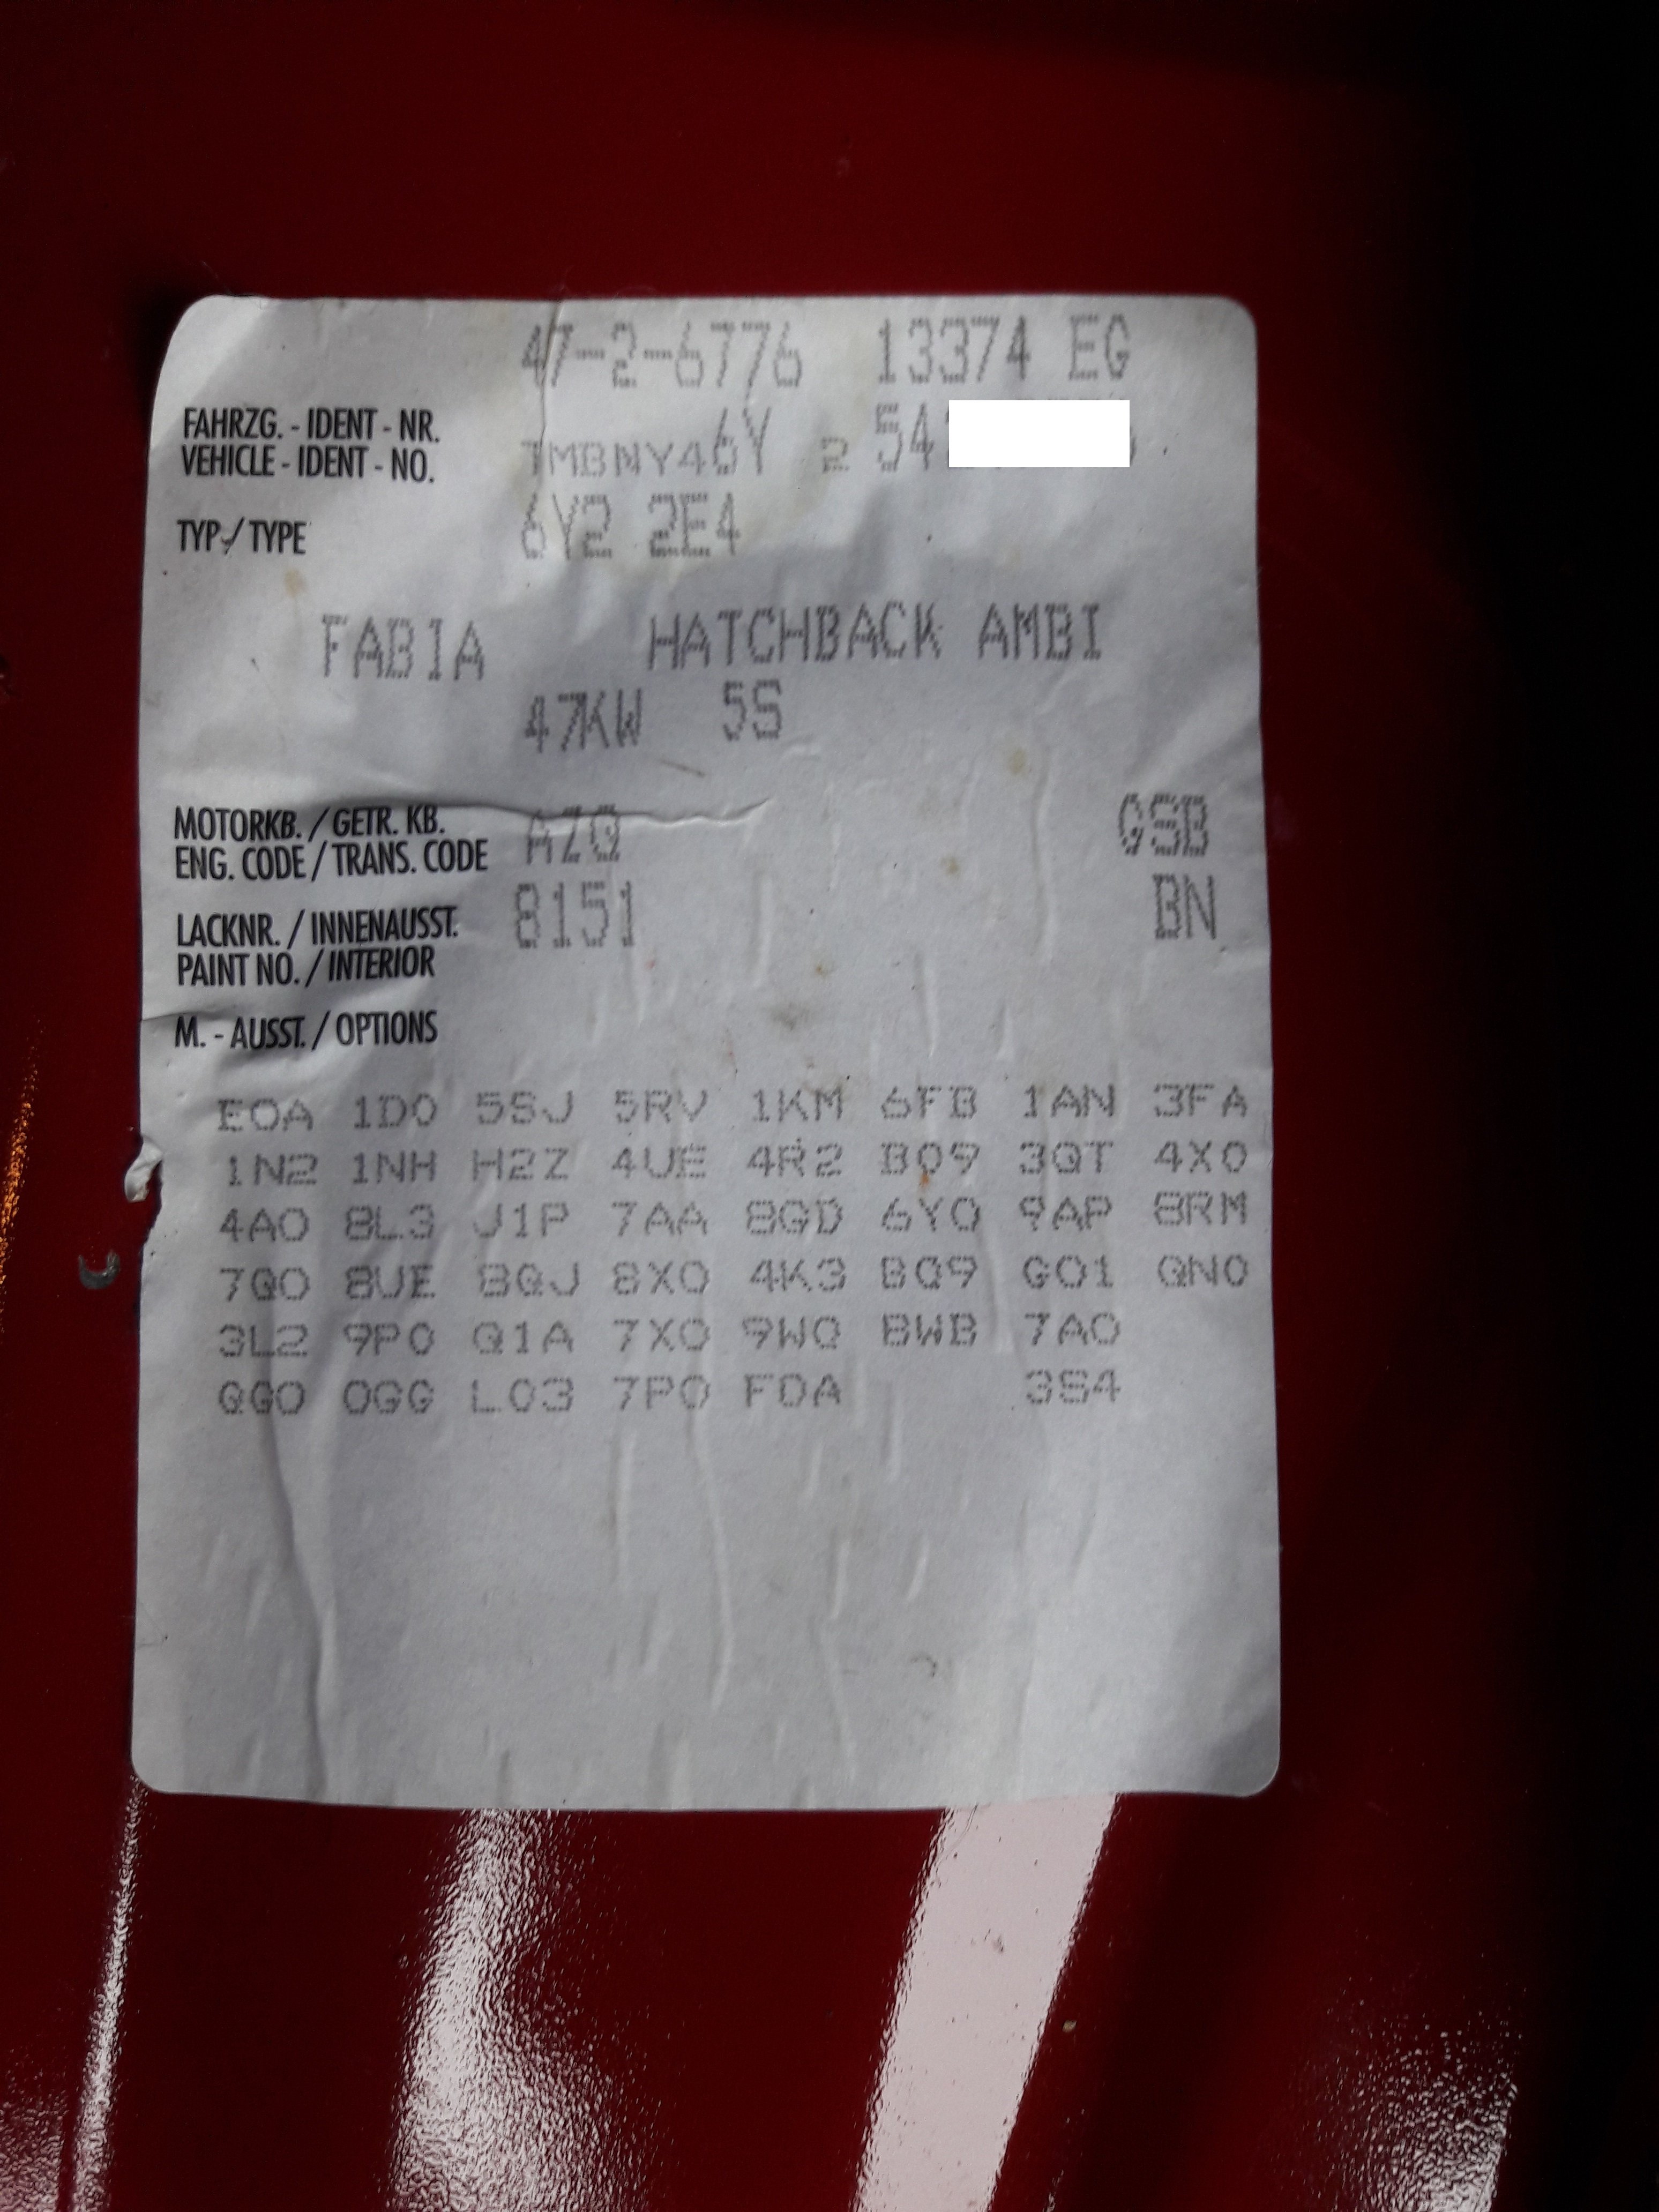 47-2-6776 13374 EG
FAHRZG. - IDENT - NR.
VEHICLE - IDENT - NO. TMBNY46Y 2 54
TYP / TYPE 6Y2 2E4
FABIA HATCHBACK AMBI
47KW 5S
MOTORKB. / GETR. KB.
ENG. CODE / TRANS. CODE AZQ GSB
LACKNR. / INNENAUSST. 8151 BN
PAINT NO. / INTERIOR
M. - AUSST. / OPTIONS
E0A 1D0 5SJ 5RV 1KM 6FB 1AN 3FA
1N2 1NH H2Z 4UE 4R2 B09 3QT 4X0
4A0 8L3 J1P 7AA 8GD 6Y0 9AP 8RM
7Q0 8UE 8QJ 8X0 4K3 BQ9 G01 QN0
3L2 9P0 Q1A 7X0 9WQ BWB 7A0
QG0 0GG L03 7P0 F0A 3S4